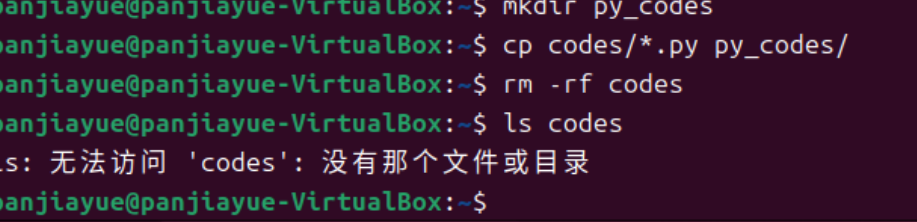 panjiayue@panjiayue-VirtualBox:~$ mkdir py_codes
panjiayue@panjiayue-VirtualBox:~$ cp codes/*.py py_codes/
panjiayue@panjiayue-VirtualBox:~$ rm -rf codes
panjiayue@panjiayue-VirtualBox:~$ ls codes
ls: 无法访问 'codes': 没有那个文件或目录
panjiayue@panjiayue-VirtualBox:~$